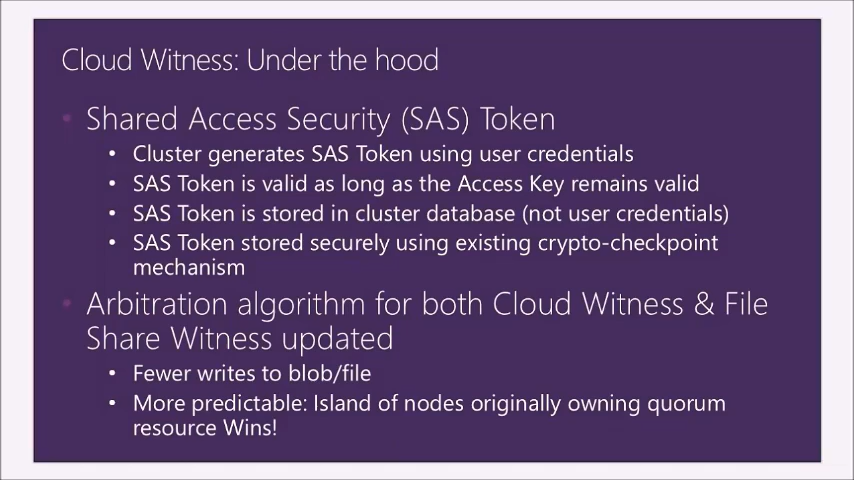 Cloud Witness: Under the hood
• Shared Access Security (SAS) Token
• Cluster generates SAS Token using user credentials
• SAS Token is valid as long as the Access Key remains valid
• SAS Token is stored in cluster database (not user credentials)
• SAS Token stored securely using existing crypto-checkpoint
mechanism
• Arbitration algorithm for both Cloud Witness & File
Share Witness updated
• Fewer writes to blob/file
• More predictable: Island of nodes originally owning quorum
resource Wins!